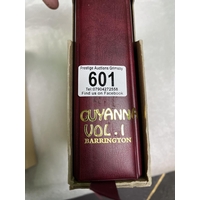 Prestige Auctions Grimsby
601
Tel:07904272555
Find us on Facebook
GUYANNA
VOL. 1
BARRINGTON